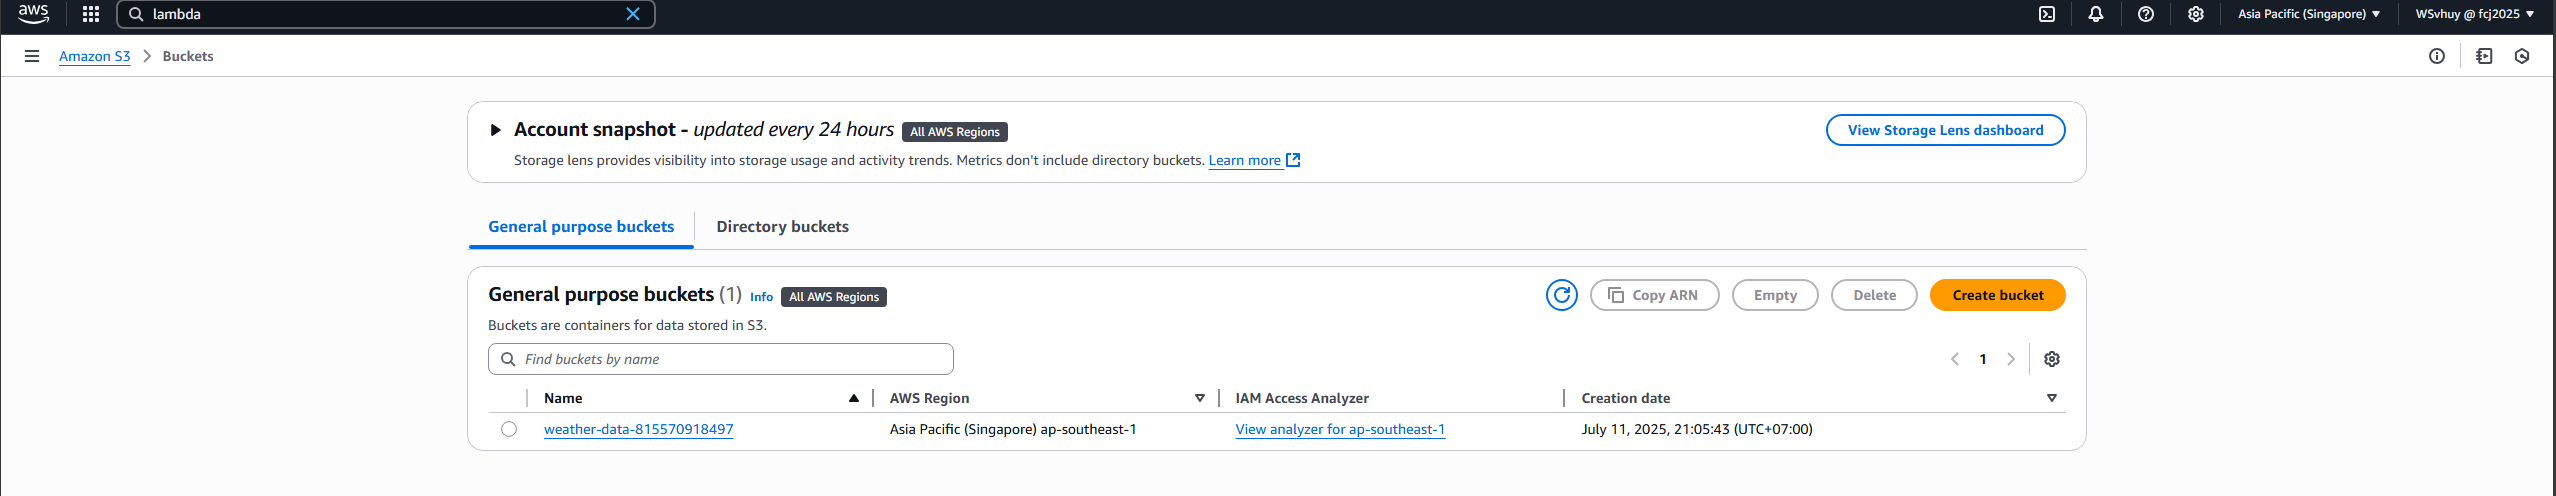 aws
lambda
Asia Pacific (Singapore)
WSvhuy @ fcj2025
Amazon S3
Buckets
Account snapshot - updated every 24 hours
All AWS Regions
View Storage Lens dashboard
Storage lens provides visibility into storage usage and activity trends. Metrics don't include directory buckets. Learn more
General purpose buckets
Directory buckets
General purpose buckets (1)
Info
All AWS Regions
Copy ARN
Empty
Delete
Create bucket
Buckets are containers for data stored in S3.
Find buckets by name
1
Name
AWS Region
IAM Access Analyzer
Creation date
weather-data-815570918497
Asia Pacific (Singapore) ap-southeast-1
View analyzer for ap-southeast-1
July 11, 2025, 21:05:43 (UTC+07:00)